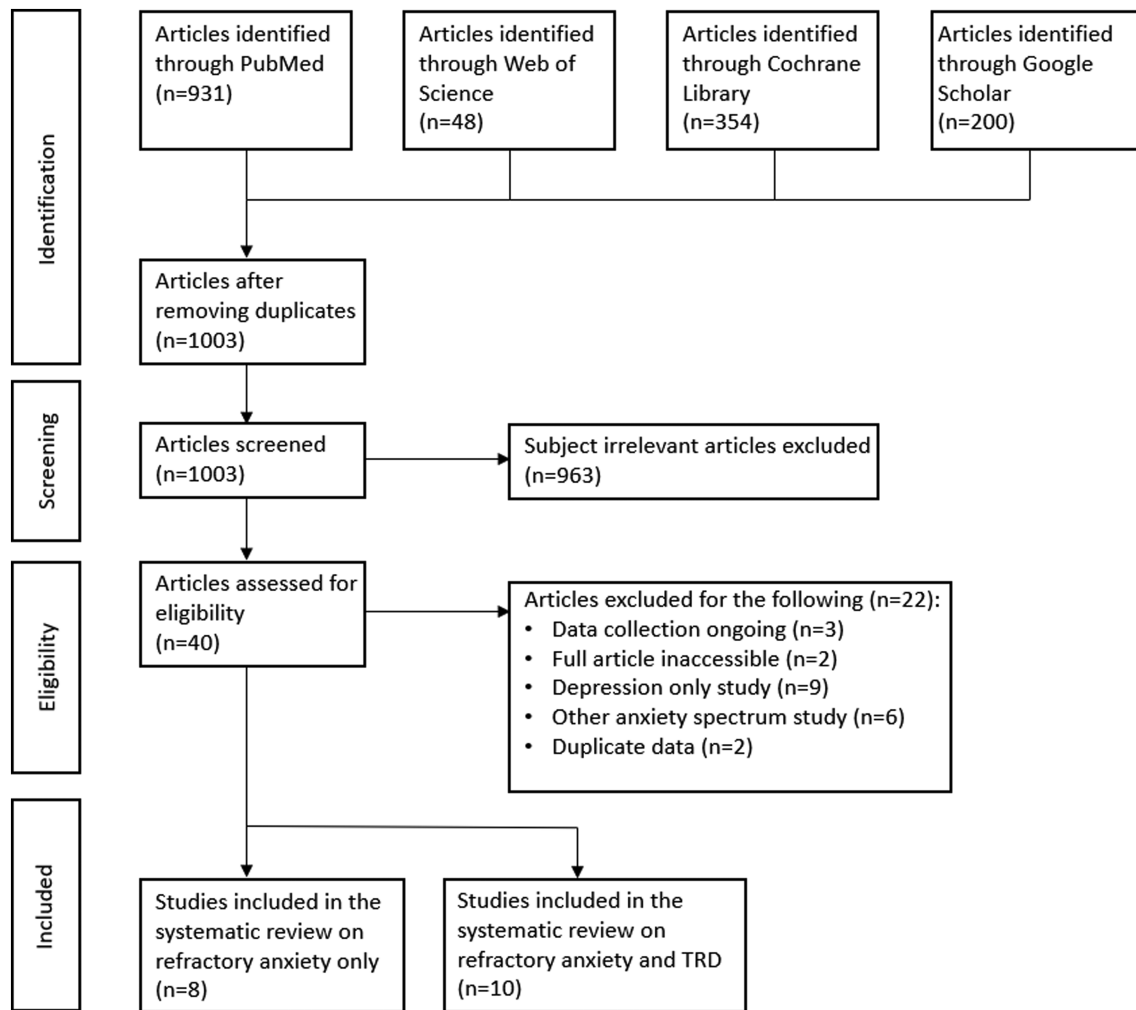 Identification
Articles identified
through PubMed
(n=931)
Articles identified
through Web of
Science
(n=48)
Articles identified
through Cochrane
Library
(n=354)
Articles identified
through Google
Scholar
(n=200)
Articles after
removing duplicates
(n=1003)
Screening
Articles screened
(n=1003)
Subject irrelevant articles excluded
(n=963)
Eligibility
Articles assessed for
eligibility
(n=40)
Articles excluded for the following (n=22):
• Data collection ongoing (n=3)
• Full article inaccessible (n=2)
• Depression only study (n=9)
• Other anxiety spectrum study (n=6)
• Duplicate data (n=2)
Included
Studies included in the
systematic review on
refractory anxiety only
(n=8)
Studies included in the
systematic review on
refractory anxiety and TRD
(n=10)